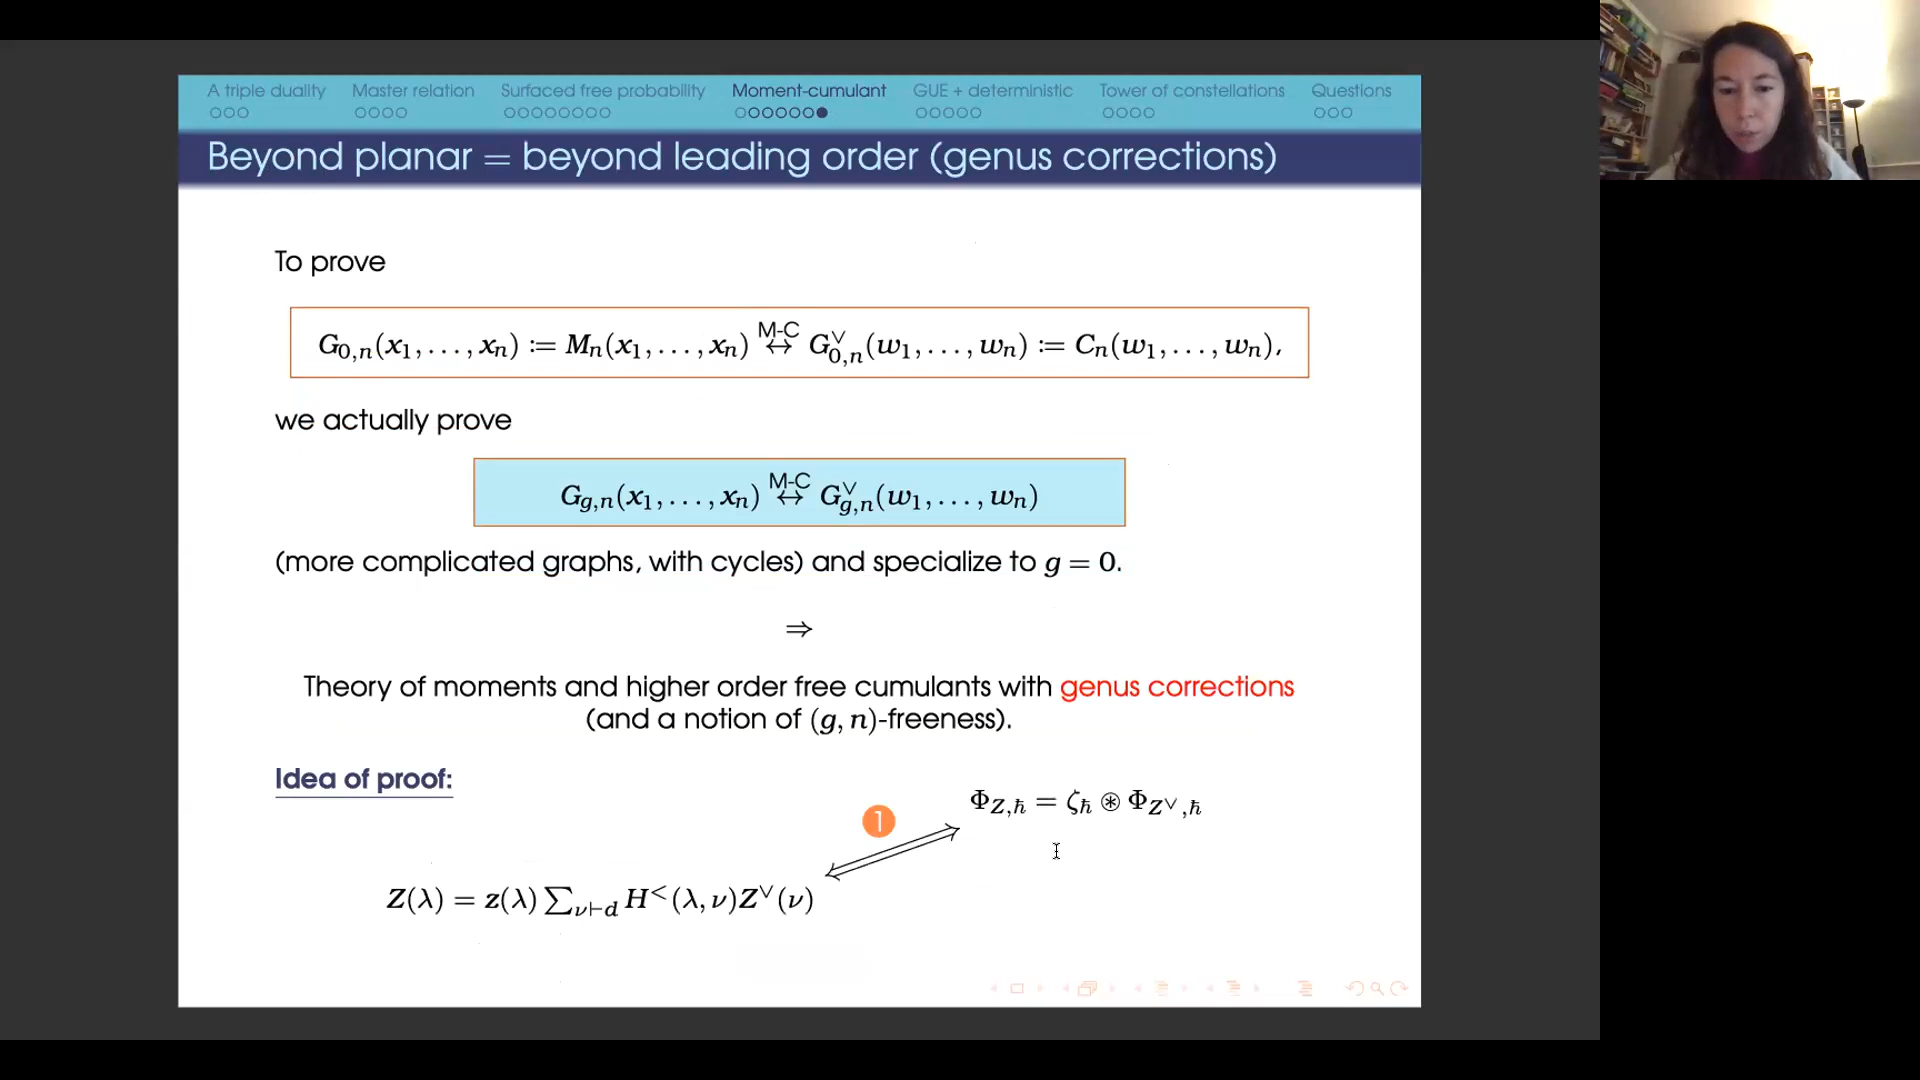 A triple duality Master relation Surfaced free probability Moment-cumulant GUE + deterministic Tower of constellations Questions
Beyond planar = beyond leading order (genus corrections)
To prove
G_{0,n}(x_1, . . . , x_n) := M_n(x_1, . . . , x_n) M-C ↔ G^∨_{0,n}(w_1, . . . , w_n) := C_n(w_1, . . . , w_n),
we actually prove
G_{g,n}(x_1, . . . , x_n) M-C ↔ G^∨_{g,n}(w_1, . . . , w_n)
(more complicated graphs, with cycles) and specialize to g = 0.
⇒
Theory of moments and higher order free cumulants with genus corrections
(and a notion of (g, n)-freeness).
Idea of proof:
Φ_{Z,ℏ} = ζ_ℏ ⊛ Φ_{Z^∨,ℏ}
1
Z(λ) = z(λ) ∑_{ν⊢d} H^<(λ, ν)Z^∨(ν)